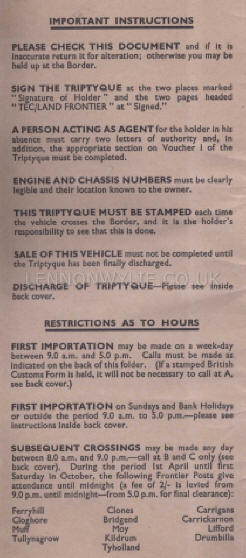 IMPORTANT INSTRUCTIONS
PLEASE CHECK THIS DOCUMENT and if it is
inaccurate return it for alteration; otherwise you may be
held up at the Border.
SIGN THE TRIPTYQUE at the two places marked
"Signature of Holder" and the two pages headed
"TEC/LAND FRONTIER" at "Signed."
A PERSON ACTING AS AGENT for the holder in his
absence must carry two letters of authority and, in
addition, the appropriate section on Voucher I of the
Triptyque must be completed.
ENGINE AND CHASSIS NUMBERS must be clearly
legible and their location known to the owner.
THIS TRIPTYQUE MUST BE STAMPED each time
the vehicle crosses the Border, and it is the holder's
responsibility to see that this is done.
SALE OF THIS VEHICLE must not be completed until
the Triptyque has been finally discharged.
LENNONWYLIE.CO.UK
DISCHARGE OF TRIPTYQUE—Please see inside
back cover.
RESTRICTIONS AS TO HOURS
FIRST IMPORTATION may be made on a week-day
between 9.0 a.m. and 5.0 p.m. Calls must be made as
indicated on the back of this folder. (If a stamped British
Customs Form is held, it will not be necessary to call at A,
see back cover.)
FIRST IMPORTATION on Sundays and Bank Holidays
or outside the period 9.0 a.m. to 5.0 p.m.—please see
instructions inside back cover.
SUBSEQUENT CROSSINGS may be made any day
between 8.0 a.m. and 9.0 p.m.—call at B and C only (see
back cover). During the period 1st April until first
Saturday in October, the following Frontier Posts give
attendance until midnight (a fee of 2/- is levied from
9.0 p.m. until midnight—from 5.0 p.m. for final clearance):
Ferryhill Clones Carrigans
Cloghore Bridgend Carrickarnon
Muff Moy Lifford
Tullynagrow Kildrum Drumbilla
Tyholland